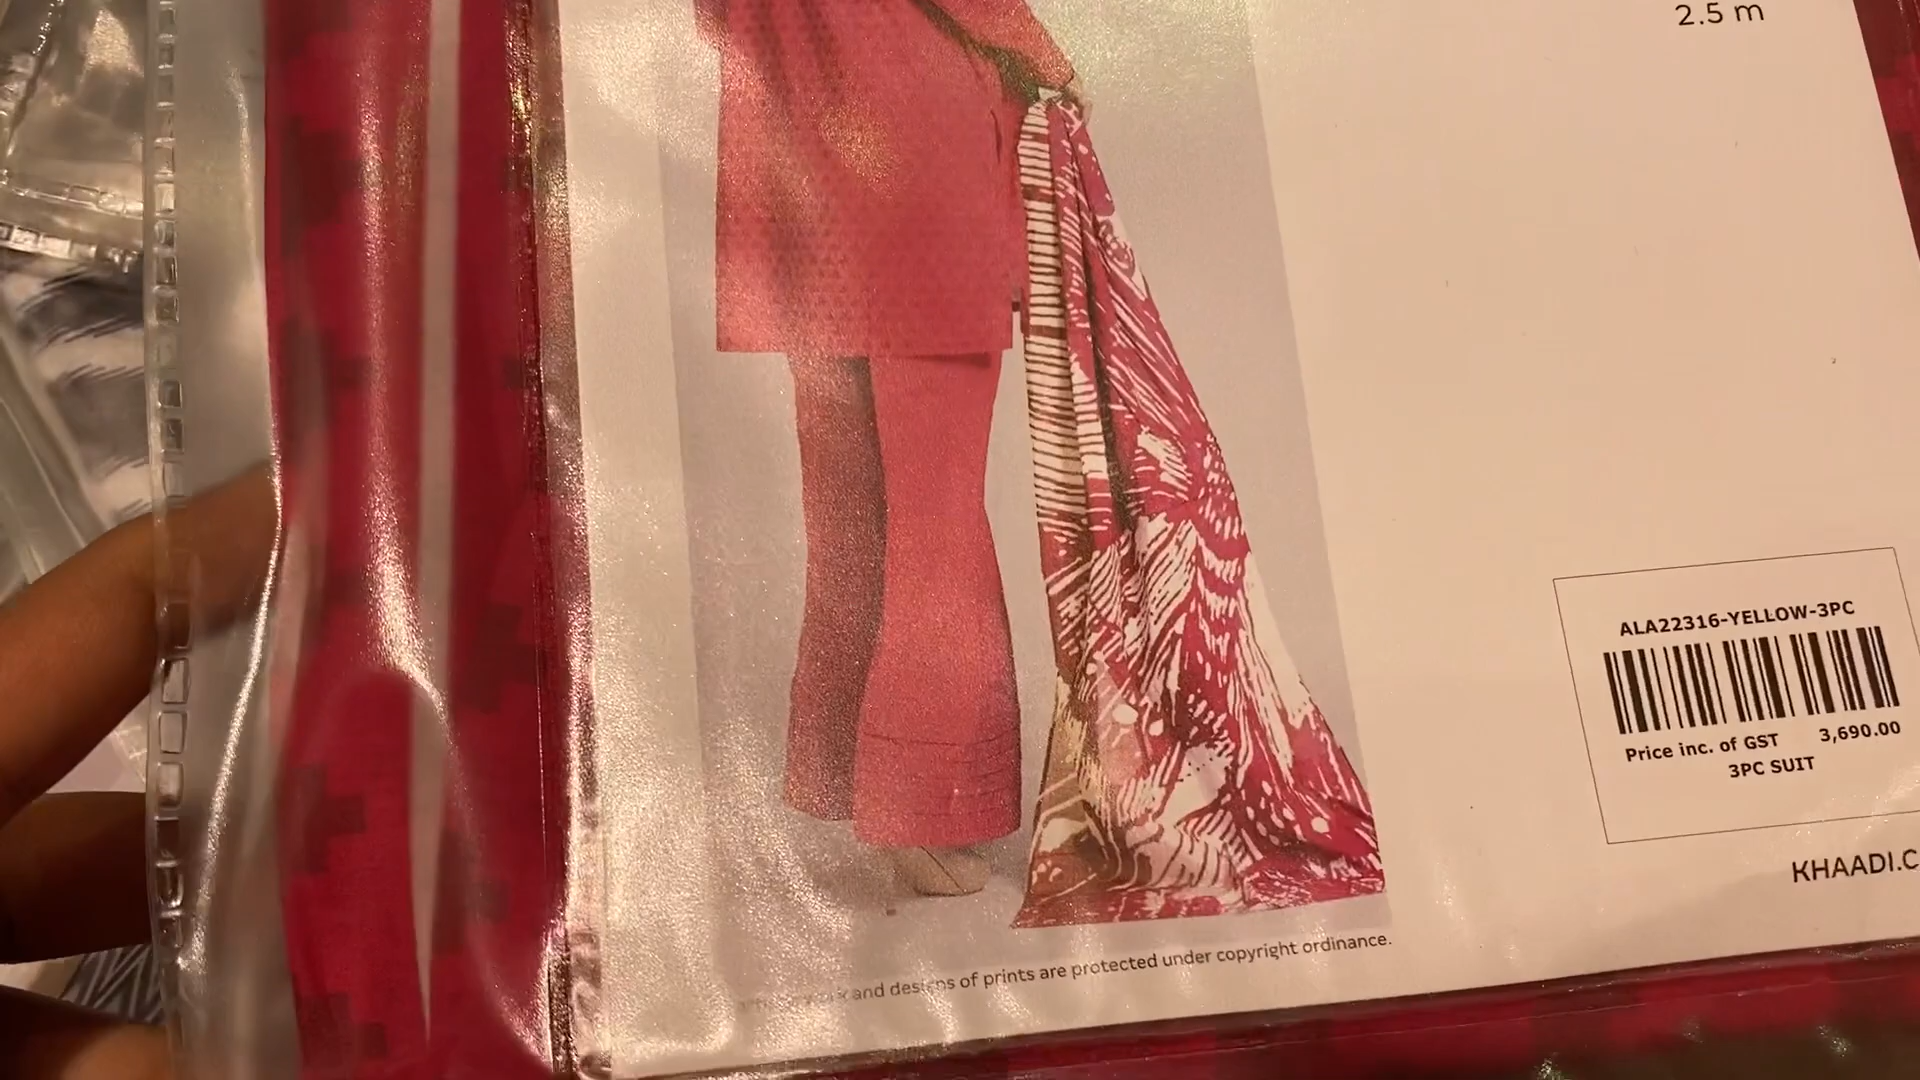 2.5 m
ALA22316-YELLOW-3PC
Price inc. of GST 3,690.00
3PC SUIT
KHAADI.C
and designs of prints are protected under copyright ordinance.